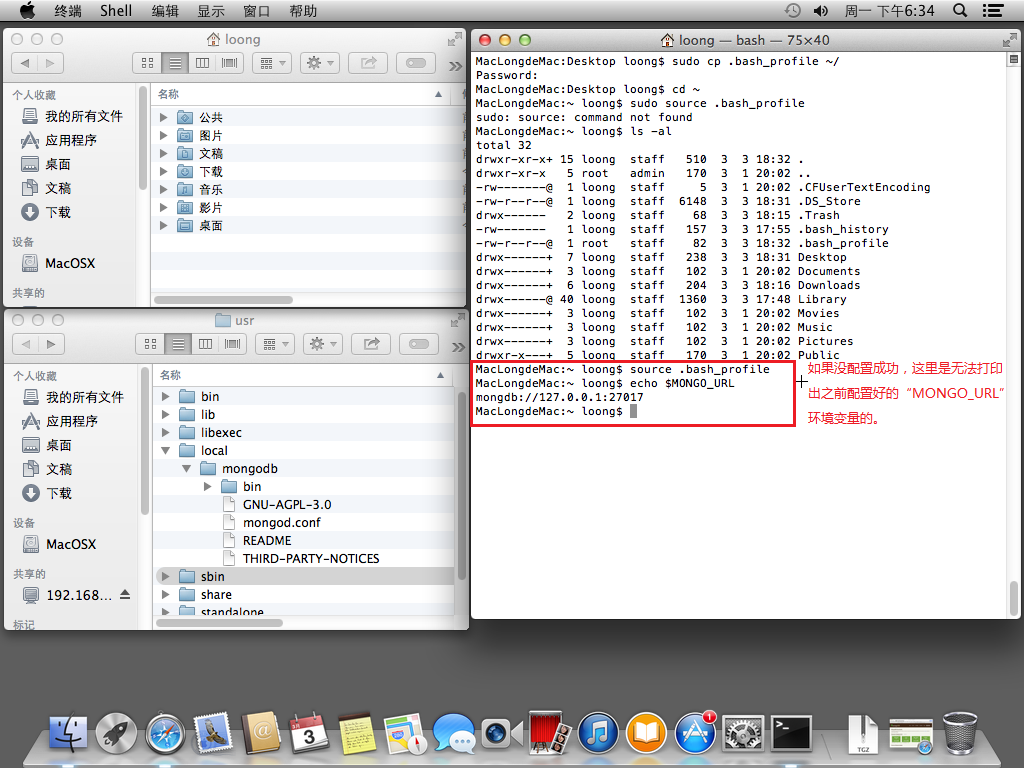 终端 Shell 编辑 显示 窗口 帮助 周一 下午6:34
loong
个人收藏
我的所有文件
应用程序
桌面
文稿
下载
设备
MacOSX
共享的
名称
公共
图片
文稿
下载
音乐
影片
桌面
usr
个人收藏
我的所有文件
应用程序
桌面
文稿
下载
设备
MacOSX
共享的
192.168...
标记
名称
bin
lib
libexec
local
mongodb
bin
GNU-AGPL-3.0
mongod.conf
README
THIRD-PARTY-NOTICES
sbin
share
standalone
loong — bash — 75×40
MacLongdeMac:Desktop loong$ sudo cp .bash_profile ~/
Password:
MacLongdeMac:Desktop loong$ cd ~
MacLongdeMac:~ loong$ sudo source .bash_profile
sudo: source: command not found
MacLongdeMac:~ loong$ ls -al
total 32
drwxr-xr-x+ 15 loong  staff   510  3  3 18:32 .
drwxr-xr-x   5 root   admin   170  3  1 20:02 ..
-rw-------@  1 loong  staff     5  3  1 20:02 .CFUserTextEncoding
-rw-r--r--@  1 loong  staff  6148  3  3 18:31 .DS_Store
drwx------   2 loong  staff    68  3  3 18:15 .Trash
-rw-------   1 loong  staff   157  3  3 17:55 .bash_history
-rw-r--r--@  1 root   staff    82  3  3 18:32 .bash_profile
drwx------+  7 loong  staff   238  3  3 18:31 Desktop
drwx------+  3 loong  staff   102  3  1 20:02 Documents
drwx------+  6 loong  staff   204  3  3 18:16 Downloads
drwx------@ 40 loong  staff  1360  3  3 17:48 Library
drwx------+  3 loong  staff   102  3  1 20:02 Movies
drwx------+  3 loong  staff   102  3  1 20:02 Music
drwx------+  3 loong  staff   102  3  1 20:02 Pictures
drwxr-x---+  5 loong  staff   170  3  1 20:02 Public
MacLongdeMac:~ loong$ source .bash_profile
MacLongdeMac:~ loong$ echo $MONGO_URL
mongdb://127.0.0.1:27017
MacLongdeMac:~ loong$
如果没配置成功，这里是无法打印
出之前配置好的“MONGO_URL”
环境变量的。
3
1
TGZ